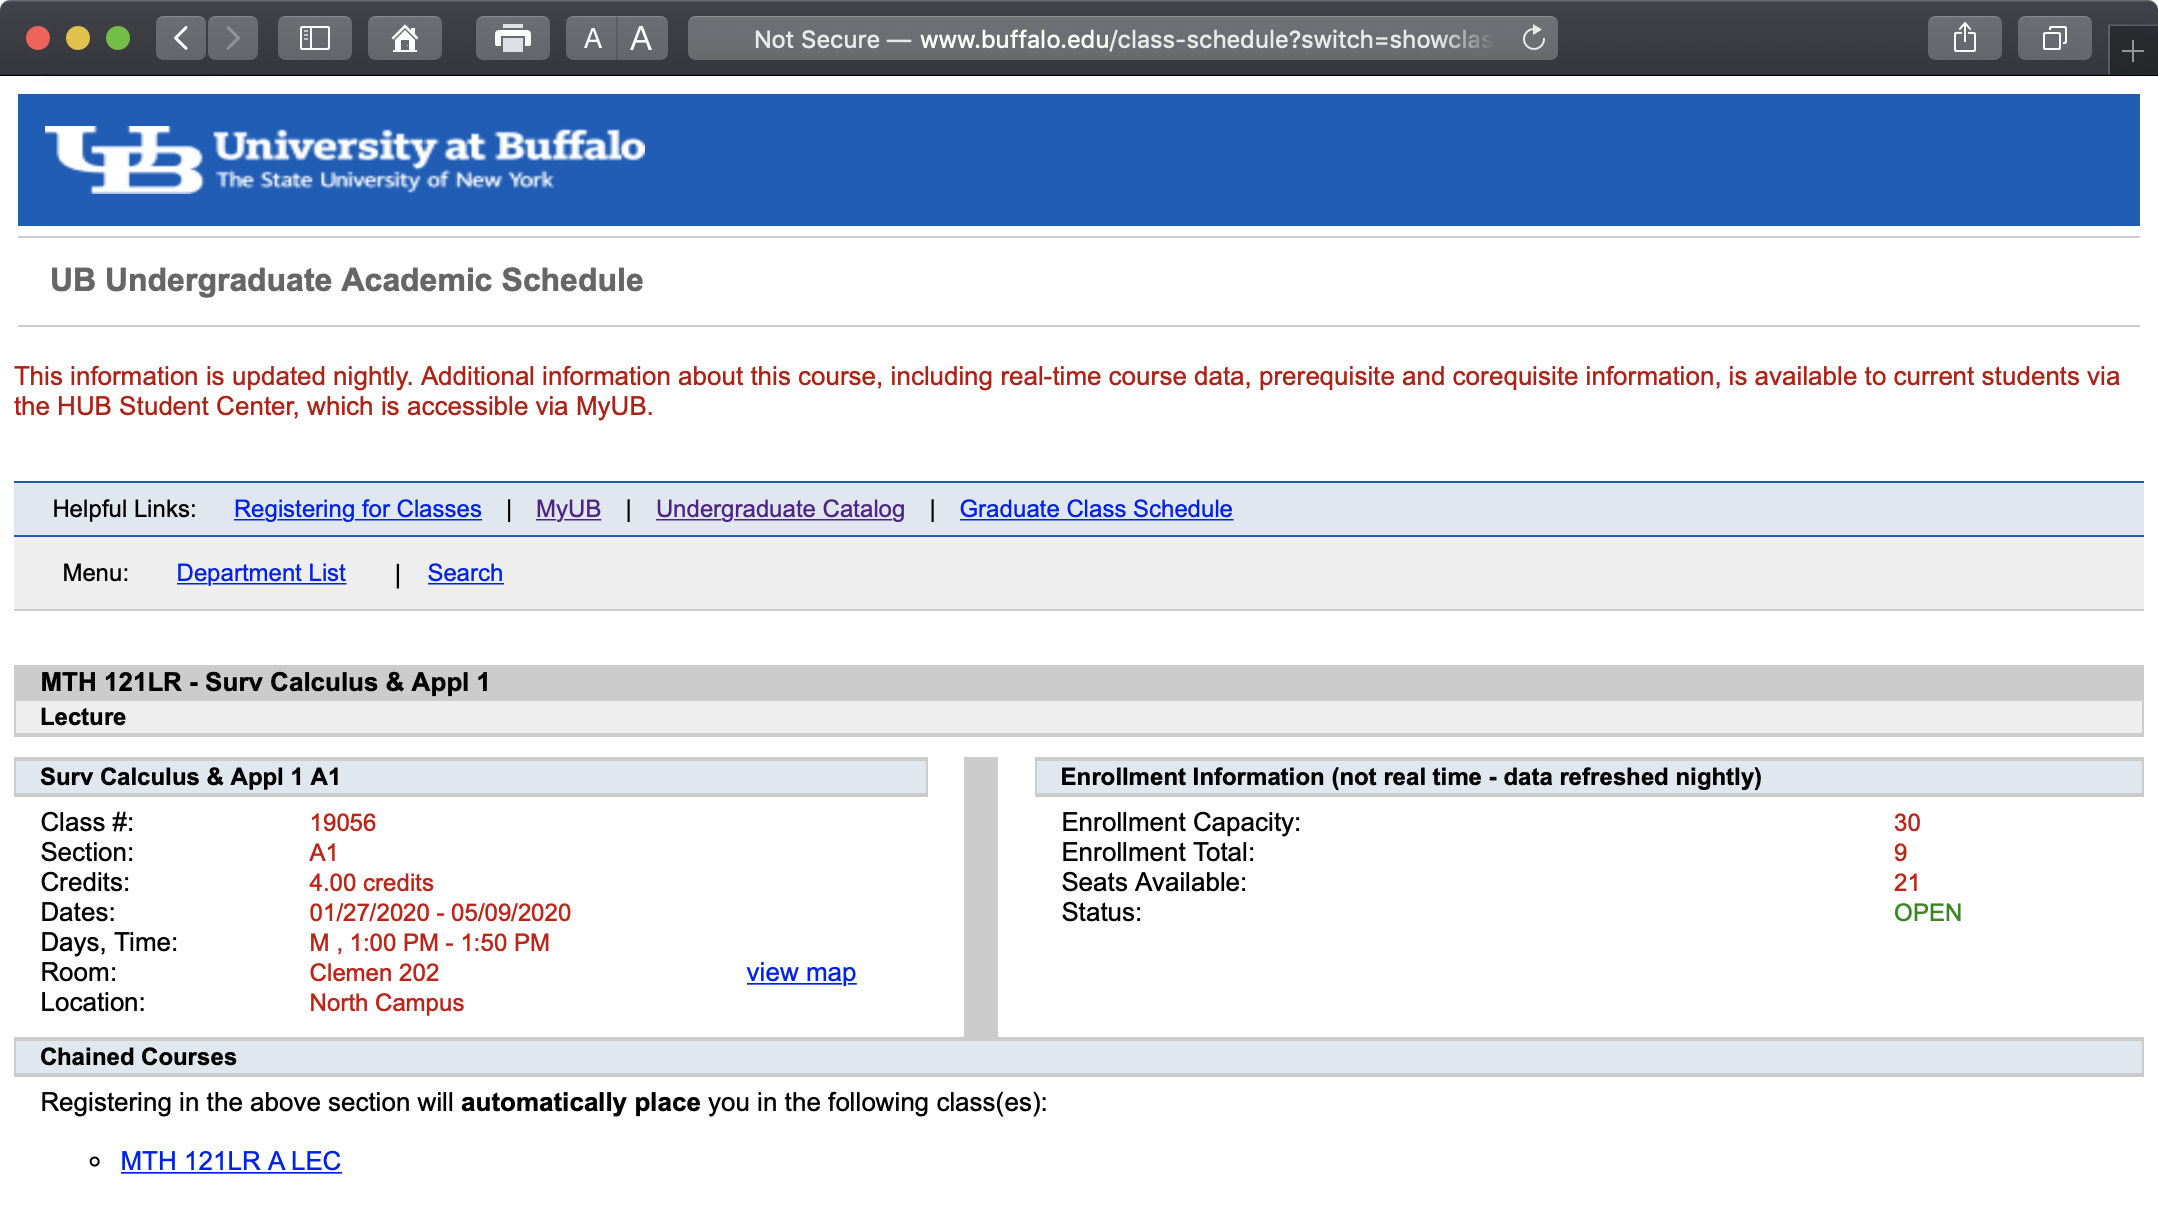 A A Not Secure — www.buffalo.edu/class-schedule?switch=showclas
UB University at Buffalo
The State University of New York
UB Undergraduate Academic Schedule
This information is updated nightly. Additional information about this course, including real-time course data, prerequisite and corequisite information, is available to current students via
the HUB Student Center, which is accessible via MyUB.
Helpful Links: Registering for Classes | MyUB | Undergraduate Catalog | Graduate Class Schedule
Menu: Department List | Search
MTH 121LR - Surv Calculus & Appl 1
Lecture
Surv Calculus & Appl 1 A1
Class #: 19056
Section: A1
Credits: 4.00 credits
Dates: 01/27/2020 - 05/09/2020
Days, Time: M , 1:00 PM - 1:50 PM
Room: Clemen 202 view map
Location: North Campus
Enrollment Information (not real time - data refreshed nightly)
Enrollment Capacity: 30
Enrollment Total: 9
Seats Available: 21
Status: OPEN
Chained Courses
Registering in the above section will automatically place you in the following class(es):
MTH 121LR A LEC